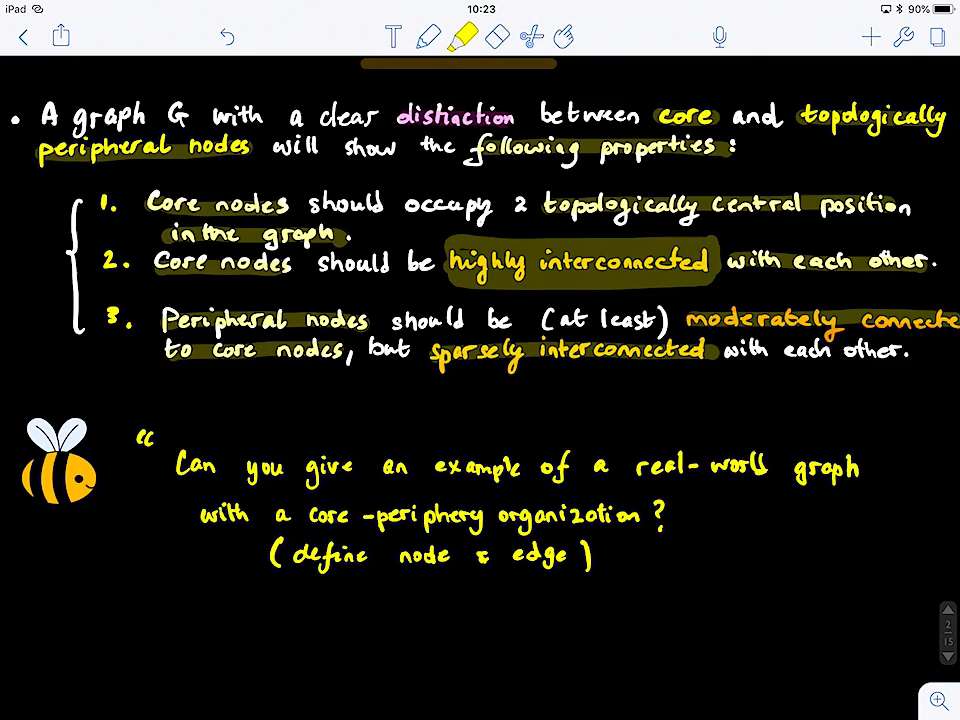 iPad
10:23
90%
T
• A graph G with a clear distinction between core and topologically
peripheral nodes will show the following properties :
1. Core nodes should occupy a topologically central position
in the graph.
2. Core nodes should be highly interconnected with each other.
3. Peripheral nodes should be (at least) moderately connecte
to core nodes, but sparsely interconnected with each other.
“ Can you give an example of a real-world graph
with a core-periphery organization ?
(define node & edge)
2
15